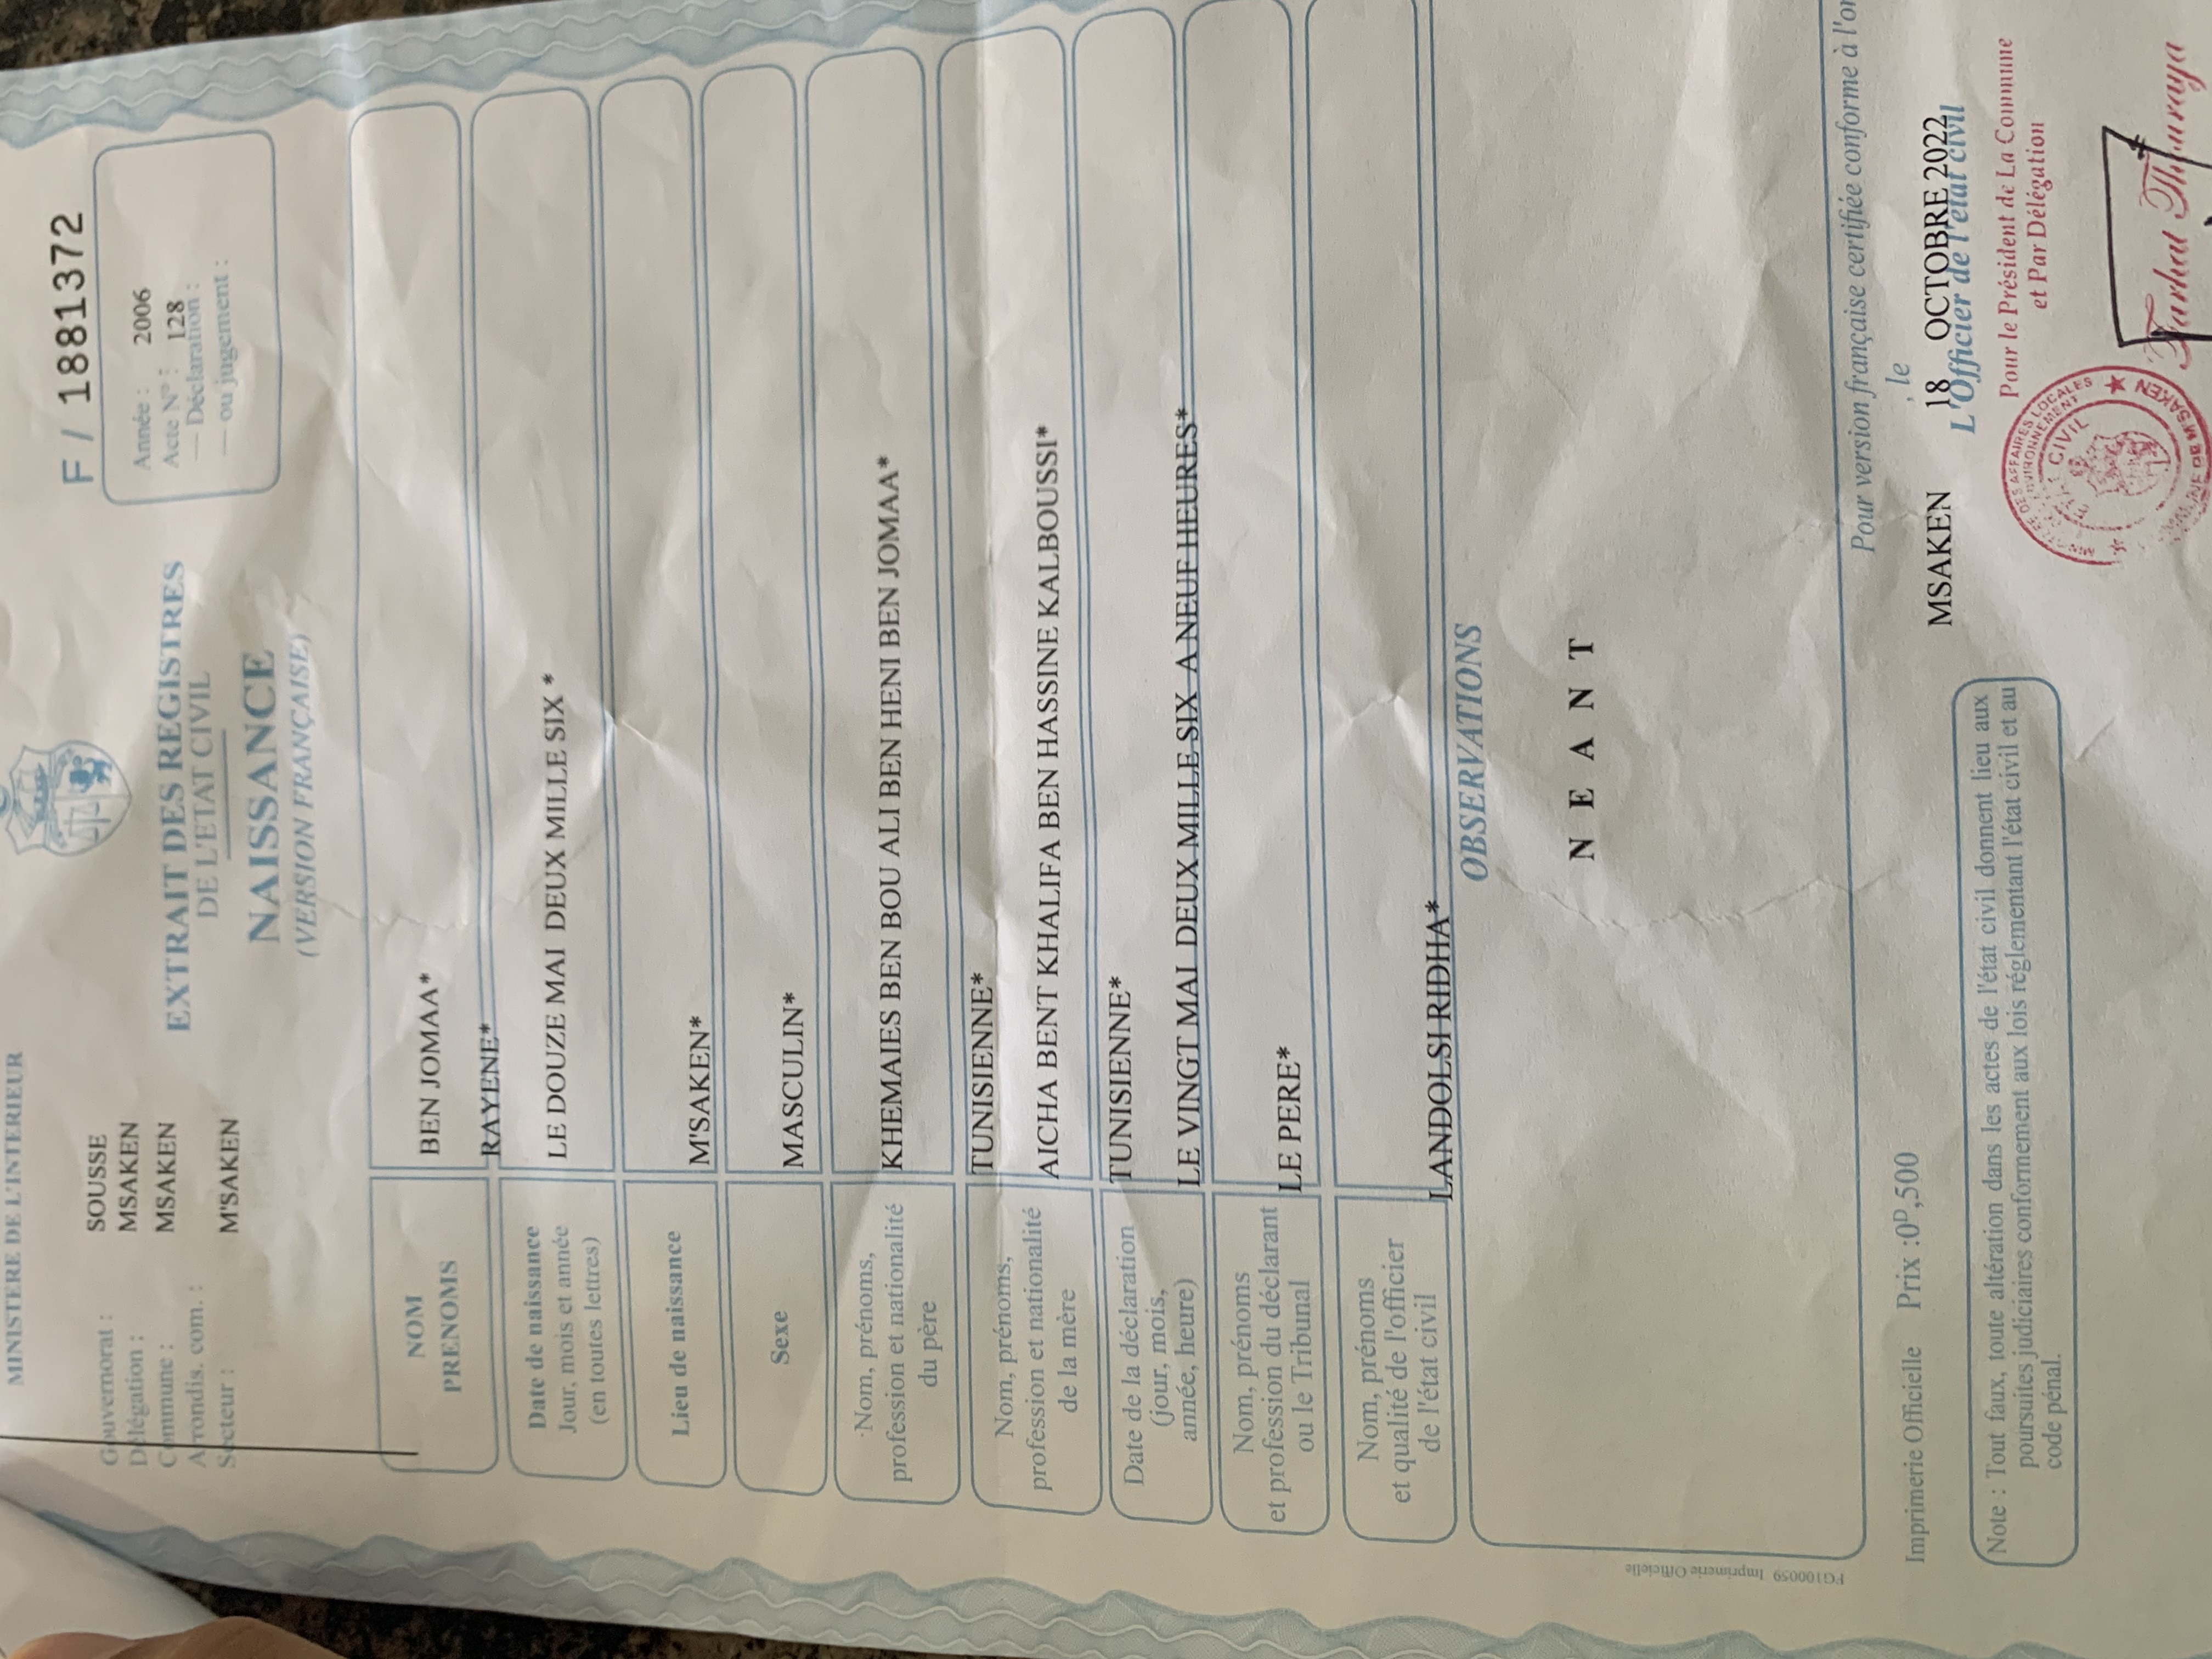 MINISTERE DE L'INTERIEUR
Gouvernorat : SOUSSE
Délégation : MSAKEN
Commune : MSAKEN
Arrondis. com. :
Secteur : M'SAKEN
EXTRAIT DES REGISTRES
DE L'ETAT CIVIL
NAISSANCE
(VERSION FRANÇAISE)
F / 1881372
Année : 2006
Acte N° : 128
— Déclaration :
— ou jugement :
NOM BEN JOMAA*
PRENOMS RAYENE*
Date de naissance
Jour, mois et année
(en toutes lettres)
LE DOUZE MAI DEUX MILLE SIX *
Lieu de naissance M'SAKEN*
Sexe MASCULIN*
Nom, prénoms,
profession et nationalité
du père
KHEMAIES BEN BOU ALI BEN HENI BEN JOMAA*
TUNISIENNE*
Nom, prénoms,
profession et nationalité
de la mère
AICHA BENT KHALIFA BEN HASSINE KALBOUSSI*
TUNISIENNE*
Date de la déclaration
(jour, mois,
année, heure)
LE VINGT MAI DEUX MILLE SIX A NEUF HEURES*
Nom, prénoms
et profession du déclarant
ou le Tribunal
LE PERE*
Nom, prénoms
et qualité de l'officier
de l'état civil
LANDOLSI RIDHA*
OBSERVATIONS
N E A N T
FG100059 Imprimerie Officielle
Pour version française certifiée conforme à
Imprimerie Officielle Prix :0D,500
MSAKEN , le 18 OCTOBRE 2022
L'Officier de l'état civil
Pour le Président de La Commune
et Par Délégation
Note : Tout faux, toute altération dans les actes de l'état civil donnent lieu aux
poursuites judiciaires conformement aux lois réglementant l'état civil et au
code pénal.
AFFAIRES LOCALES
ENVIRONNEMENT
CIVIL
MSAKEN
Farhat Thouraya